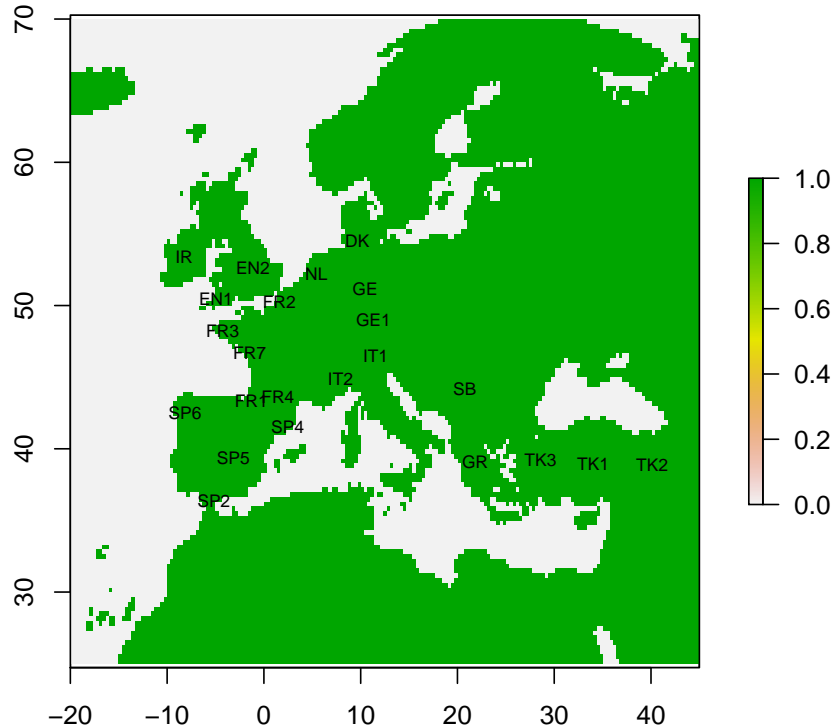 70
60
50
40
30
−20
−10
0
10
20
30
40
1.0
0.8
0.6
0.4
0.2
0.0
DK
IR
EN2
NL
GE
EN1
FR2
GE1
FR3
FR7
IT1
IT2
SB
FR1
FR4
SP6
SP4
SP5
GR
TK3
TK1
TK2
SP2